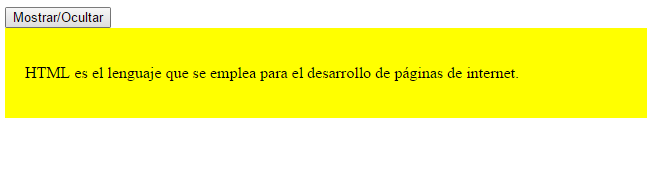 Mostrar/Ocultar
HTML es el lenguaje que se emplea para el desarrollo de páginas de internet.